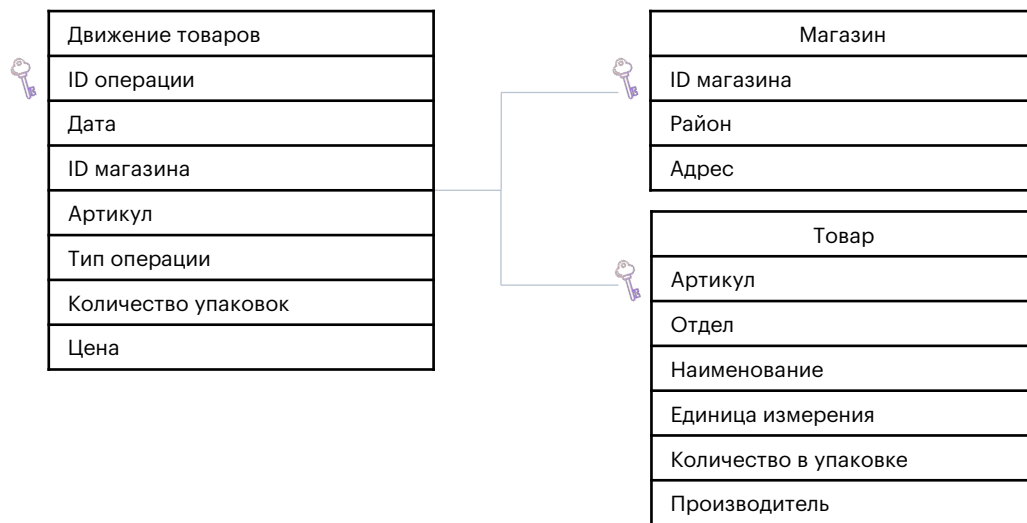 Движение товаров
ID операции
Дата
ID магазина
Артикул
Тип операции
Количество упаковок
Цена
Магазин
ID магазина
Район
Адрес
Товар
Артикул
Отдел
Наименование
Единица измерения
Количество в упаковке
Производитель